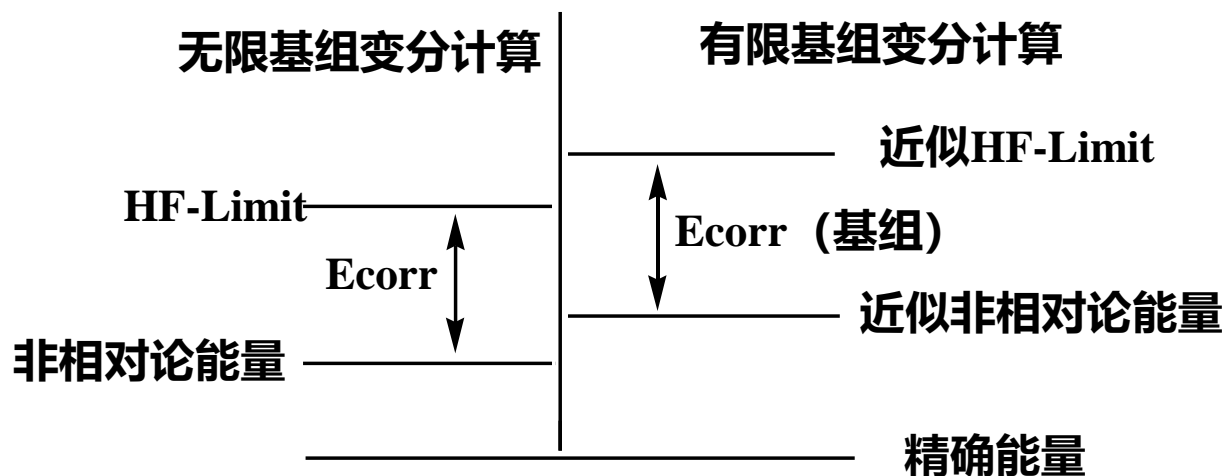 无限基组变分计算
有限基组变分计算
近似HF-Limit
HF-Limit
Ecorr（基组）
Ecorr
近似非相对论能量
非相对论能量
精确能量